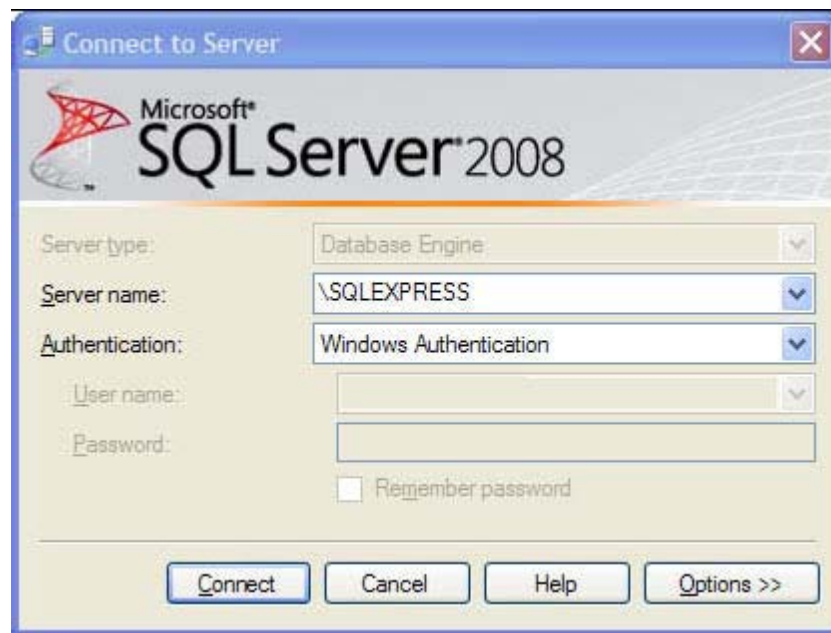 Connect to Server
Microsoft®
SQL Server®2008
™
Server type: Database Engine
Server name: \SQLEXPRESS
Authentication: Windows Authentication
User name:
Password:
Remember password
Connect Cancel Help Options >>